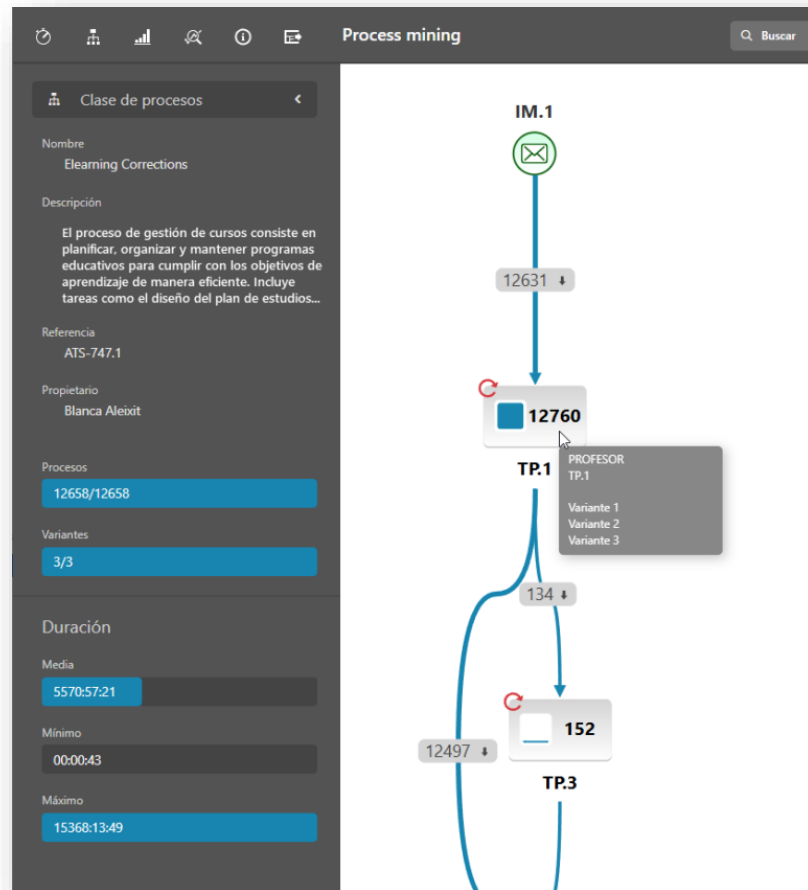 Process mining
Buscar
Clase de procesos
Nombre
Elearning Corrections
Descripción
El proceso de gestión de cursos consiste en
planificar, organizar y mantener programas
educativos para cumplir con los objetivos de
aprendizaje de manera eficiente. Incluye
tareas como el diseño del plan de estudios...
Referencia
ATS-747.1
Propietario
Blanca Aleixit
Procesos
12658/12658
Variantes
3/3
Duración
Media
5570:57:21
Mínimo
00:00:43
Máximo
15368:13:49
IM.1
12631
12760
TP.1
PROFESOR
TP.1
Variante 1
Variante 2
Variante 3
134
152
12497
TP.3